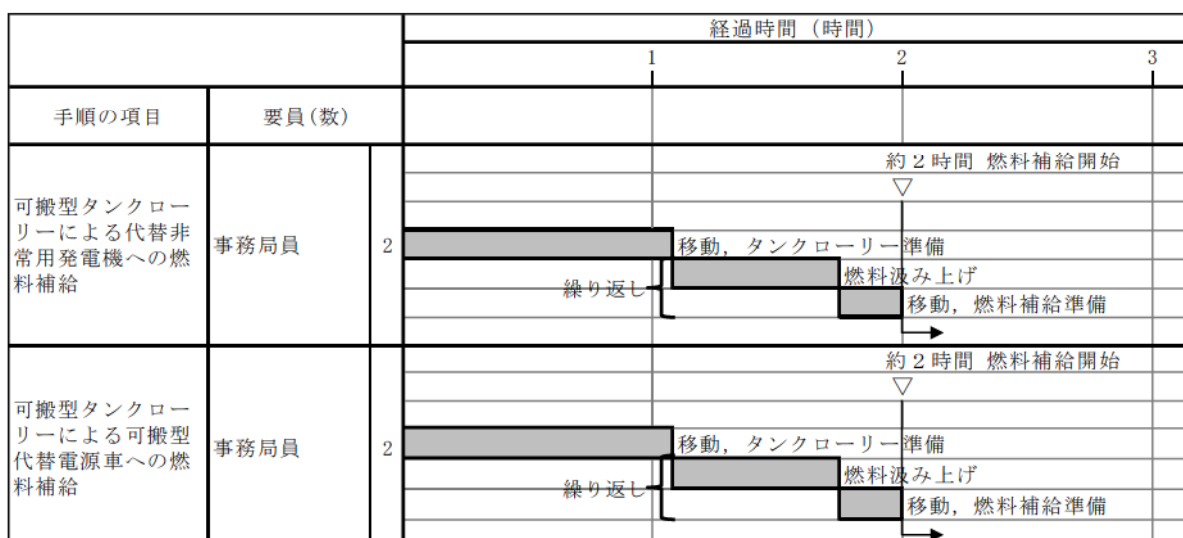 経過時間（時間）
1
2
3
手順の項目
要員(数)
可搬型タンクロー
リーによる代替非
常用発電機への燃
料補給
事務局員
2
約２時間 燃料補給開始
▽
移動，タンクローリー準備
燃料汲み上げ
繰り返し
移動，燃料補給準備
可搬型タンクロー
リーによる可搬型
代替電源車への燃
料補給
事務局員
2
約２時間 燃料補給開始
▽
移動，タンクローリー準備
燃料汲み上げ
繰り返し
移動，燃料補給準備